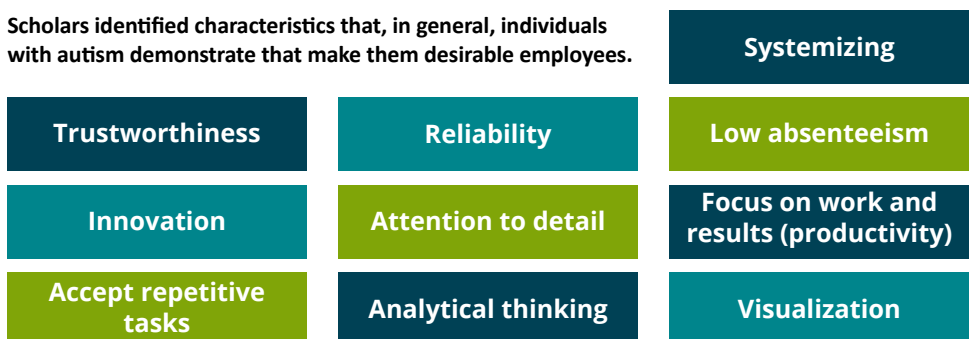 Scholars identified characteristics that, in general, individuals
with autism demonstrate that make them desirable employees.
Systemizing
Trustworthiness
Reliability
Low absenteeism
Innovation
Attention to detail
Focus on work and
results (productivity)
Accept repetitive
tasks
Analytical thinking
Visualization